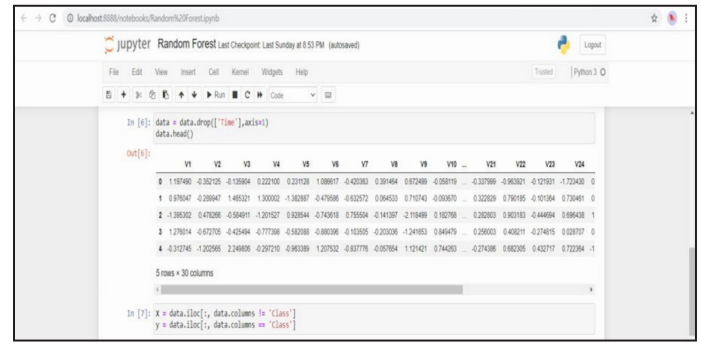 localhost:8888/notebooks/Random%20Forest.ipynb
jupyter Random Forest Last Checkpoint: Last Sunday at 8:53 PM (autosaved) Logout
File Edit View Insert Cell Kernel Widgets Help Trusted Python 3
Run Code
In [6]: data = data.drop(['Time'],axis=1)
data.head()
Out[6]:
V1 V2 V3 V4 V5 V6 V7 V8 V9 V10 ... V21 V22 V23 V24
0 1.197490 -0.352125 -0.135904 0.222100 0.231128 1.086617 -0.420383 0.391464 0.672499 -0.058119 ... -0.337999 -0.963921 -0.121931 -1.723430 0
1 0.976047 -0.289947 1.465321 1.300002 -1.382687 -0.479586 -0.632572 0.064533 0.710743 -0.093670 ... 0.322829 0.790185 -0.101364 0.730461 0
2 -1.395302 0.478266 -0.584911 -1.201527 0.928544 -0.743618 0.755504 -0.141397 -2.118499 0.182768 ... 0.282803 0.903183 -0.444694 0.696438 1
3 1.276014 -0.672705 -0.425494 -0.777398 -0.582088 -0.880396 -0.103505 -0.203036 -1.241653 0.849479 ... 0.256003 0.408211 -0.274815 0.028707 0
4 -0.312745 -1.202565 2.249806 -0.297210 -0.963389 1.207532 -0.837776 -0.057654 1.121421 0.744263 ... -0.274386 0.682305 0.432717 0.722364 -1
5 rows × 30 columns
In [7]: X = data.iloc[:, data.columns != 'Class']
y = data.iloc[:, data.columns == 'Class']